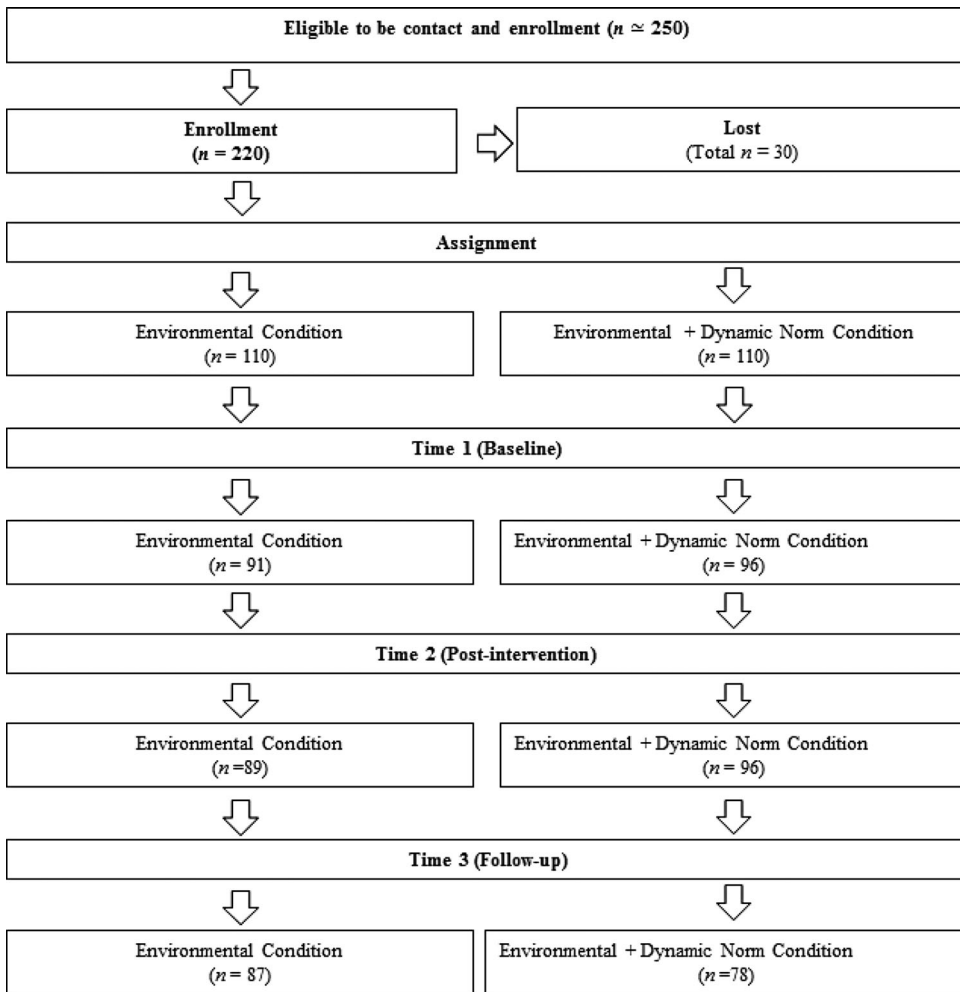 Eligible to be contact and enrollment (n ≃ 250)
Enrollment
(n = 220)
Lost
(Total n = 30)
Assignment
Environmental Condition
(n = 110)
Environmental + Dynamic Norm Condition
(n = 110)
Time 1 (Baseline)
Environmental Condition
(n = 91)
Environmental + Dynamic Norm Condition
(n = 96)
Time 2 (Post-intervention)
Environmental Condition
(n =89)
Environmental + Dynamic Norm Condition
(n = 96)
Time 3 (Follow-up)
Environmental Condition
(n = 87)
Environmental + Dynamic Norm Condition
(n =78)